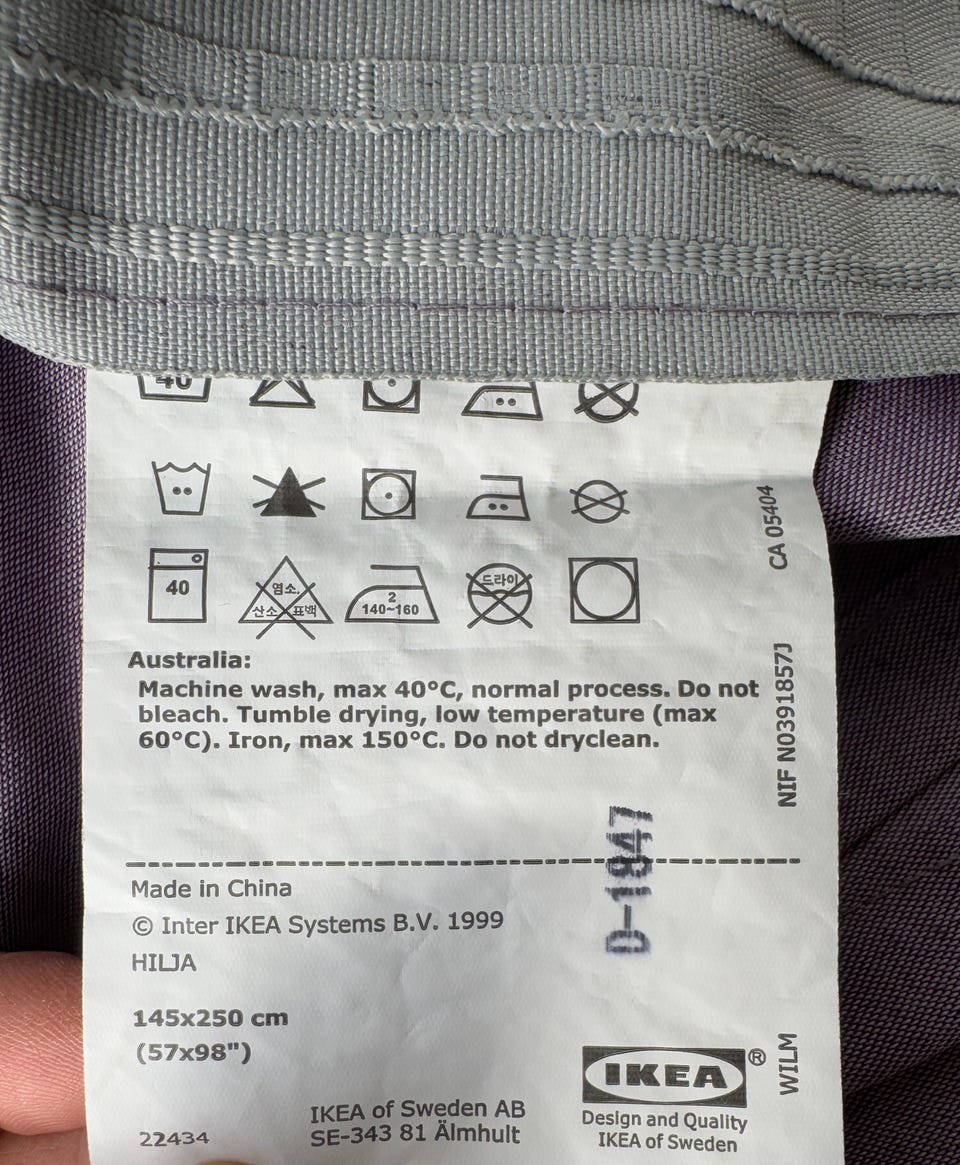 40
40
염소,
산소 표백
2
140~160
드라이
Australia:
Machine wash, max 40°C, normal process. Do not
bleach. Tumble drying, low temperature (max
60°C). Iron, max 150°C. Do not dryclean.
CA 05404
NIF N0391857J
D-1847
Made in China
© Inter IKEA Systems B.V. 1999
HILJA
145x250 cm
(57x98")
22434
IKEA of Sweden AB
SE-343 81 Älmhult
IKEA®
Design and Quality
IKEA of Sweden
WILM